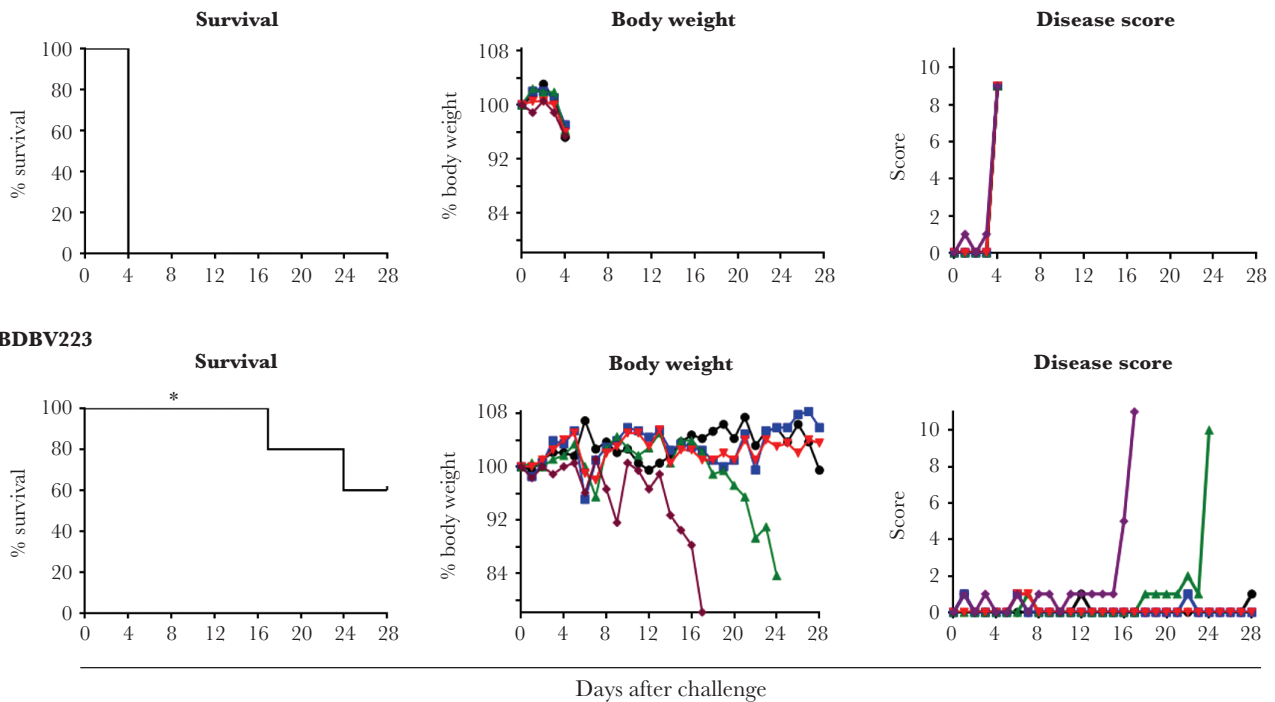 Survival Body weight Disease score
100 80 60 40 20 0
% survival
0 4 8 12 16 20 24 28
108 100 92 84
% body weight
0 4 8 12 16 20 24 28
10 8 6 4 2 0
Score
0 4 8 12 16 20 24 28
BDBV223
Survival Body weight Disease score
*
100 80 60 40 20 0
% survival
0 4 8 12 16 20 24 28
108 100 92 84
% body weight
0 4 8 12 16 20 24 28
10 8 6 4 2 0
Score
0 4 8 12 16 20 24 28
Days after challenge